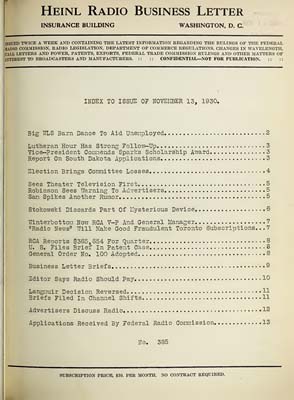 HEINL RADIO BUSINESS LETTER
INSURANCE BUILDING WASHINGTON, D. C.
ISSUED TWICE A WEEK AND CONTAINING THE LATEST INFORMATION REGARDING THE RULINGS OF THE FEDERAL
RADIO COMMISSION, RADIO LEGISLATION, DEPARTMENT OF COMMERCE REGULATIONS, CHANGES IN WAVELENGTH,
CALL LETTERS AND POWER, PATENTS, EXPORTS, FEDERAL TRADE COMMISSION RULINGS AND OTHER MATTERS OF
INTEREST TO BROADCASTERS AND MANUFACTURERS. :: :: CONFIDENTIAL—NOT FOR PUBLICATION. :: ::
INDEX TO ISSUE OF NOVEMBER 13, 1930.
Big WLS Barn Dance To Aid Unemployed....................2
Lutheran Hour Has Strong Follow-Up....................3
Vice-President Commends Sparks Scholarship Award....................3
Report On South Dakota Applications....................3
Election Brings Committee Losses....................4
Sees Theater Television First....................5
Robinson Sees Warning To Advertisers....................5
San Spikes Another Rumor....................5
Stokowski Discards Part Of Mysterious Device....................6
Winterbottom Now RCA V-P And General Manager....................7
"Radio News" Will Make Good Fraudulent Toronto Subscriptions...7
RCA Reports $365,854 For Quarter....................8
U. S. Files Brief In Patent Case....................8
General Order No. 100 Adopted....................8
Business Letter Briefs....................9
Editor Says Radio Should Pay....................10
Langmuir Decision Reversed....................11
Briefs Filed In Channel Shifts....................11
Advertisers Discuss Radio....................12
Applications Received By Federal Radio Commission....................13
No. 385
SUBSCRIPTION PRICE, $10. PER MONTH. NO CONTRACT REQUIRED.